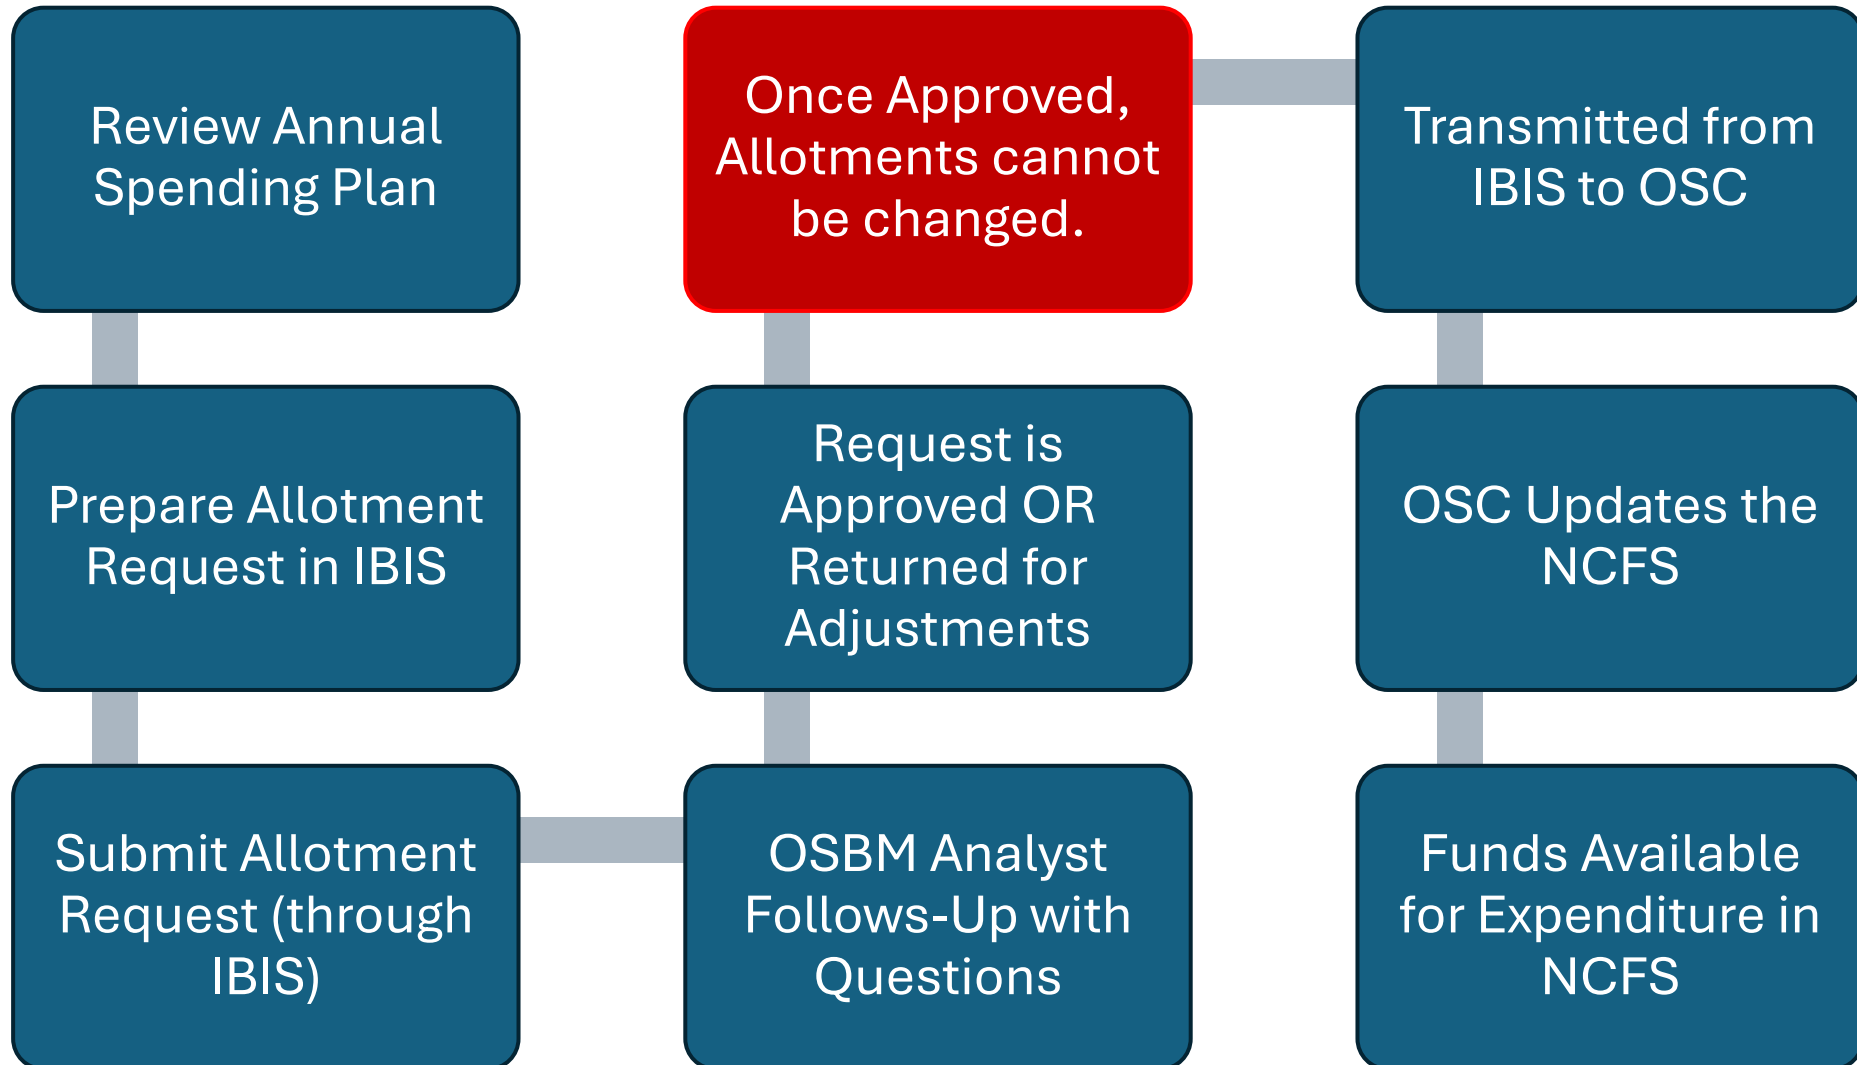 Review Annual
Spending Plan
Prepare Allotment
Request in IBIS
Submit Allotment
Request (through
IBIS)
OSBM Analyst
Follows-Up with
Questions
Request is
Approved OR
Returned for
Adjustments
Once Approved,
Allotments cannot
be changed.
Transmitted from
IBIS to OSC
OSC Updates the
NCFS
Funds Available
for Expenditure in
NCFS